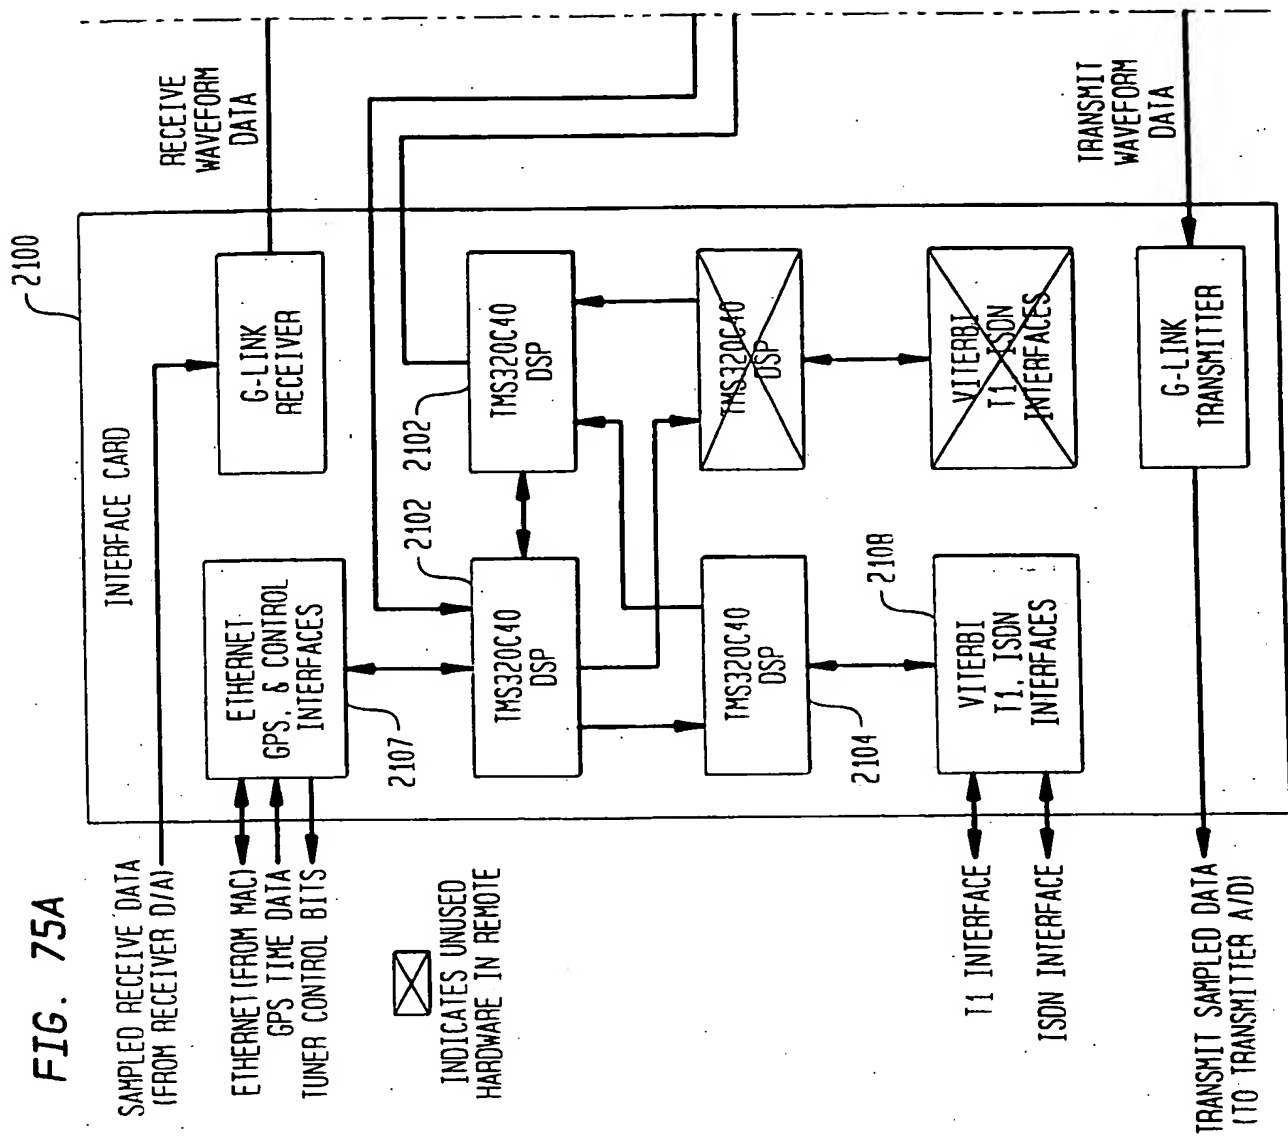 FIG. 75A
SAMPLED RECEIVE DATA
(FROM RECEIVER D/A)
ETHERNET(FROM MAC)
GPS TIME DATA
TUNER CONTROL BITS
INDICATES UNUSED
HARDWARE IN REMOTE
T1 INTERFACE
ISDN INTERFACE
TRANSMIT SAMPLED DATA
(TO TRANSMITTER A/D)
INTERFACE CARD
2100
ETHERNET
GPS, & CONTROL
INTERFACES
2107
G-LINK
RECEIVER
RECEIVE
WAVEFORM
DATA
TMS320C40
DSP
2102
TMS320C40
DSP
2102
TMS320C40
DSP
2104
TMS320C40
DSP
VITERBI
T1, ISDN
INTERFACES
2108
VITERBI
T1 ISDN
INTERFACES
G-LINK
TRANSMITTER
TRANSMIT
WAVEFORM
DATA